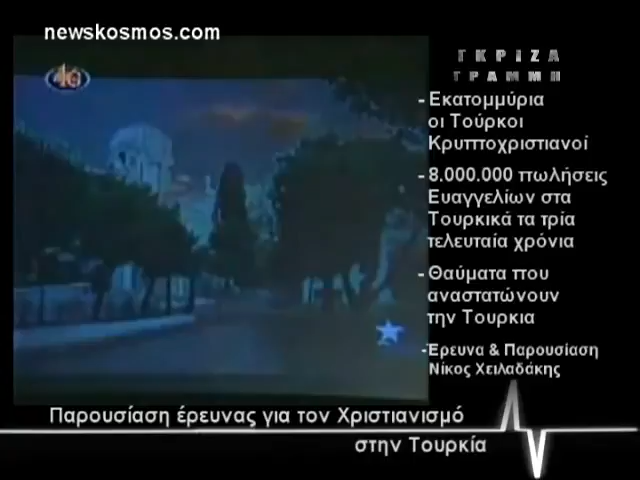 newskosmos.com
ΓΚΡΙΖΑ
ΓΡΑΜΜΗ
- Εκατομμύρια
οι Τούρκοι
Κρυπτοχριστιανοί
- 8.000.000 πωλήσεις
Ευαγγελίων στα
Τουρκικά τα τρία
τελευταία χρόνια
- Θαύματα που
αναστατώνουν
την Τουρκια
-Έρευνα & Παρουσίαση
Νίκος Χειλαδάκης
Παρουσίαση έρευνας για τον Χριστιανισμό
στην Τουρκία